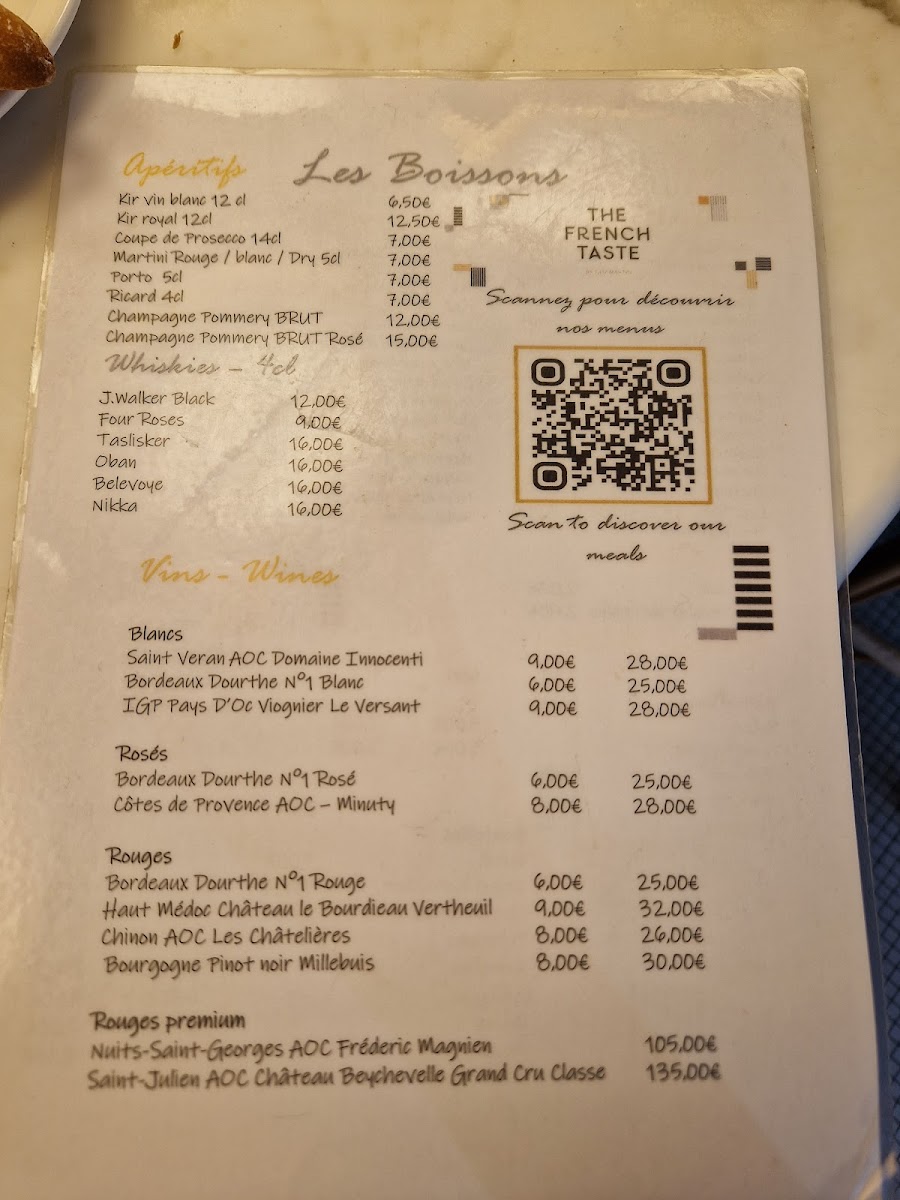 Apéritifs
Les Boissons
Kir vin blanc 12 cl 6,50€
Kir royal 12cl 12,50€
Coupe de Prosecco 14cl 7,00€
Martini Rouge / blanc / Dry 5cl 7,00€
Porto 5cl 7,00€
Ricard 4cl 7,00€
Champagne Pommery BRUT 12,00€
Champagne Pommery BRUT Rosé 15,00€
THE
FRENCH
TASTE
Scannez pour découvrir
nos menus
Scan to discover our
meals
Whiskies - 4cl
J.Walker Black 12,00€
Four Roses 9,00€
Taslisker 16,00€
Oban 16,00€
Belevoye 16,00€
Nikka 16,00€
Vins - Wines
Blancs
Saint Veran AOC Domaine Innocenti 9,00€ 28,00€
Bordeaux Dourthe N°1 Blanc 6,00€ 25,00€
IGP Pays D'Oc Viognier Le Versant 9,00€ 28,00€
Rosés
Bordeaux Dourthe N°1 Rosé 6,00€ 25,00€
Côtes de Provence AOC – Minuty 8,00€ 28,00€
Rouges
Bordeaux Dourthe N°1 Rouge 6,00€ 25,00€
Haut Médoc Château le Bourdieau Vertheuil 9,00€ 32,00€
Chinon AOC Les Châtelières 8,00€ 26,00€
Bourgogne Pinot noir Millebuis 8,00€ 30,00€
Rouges premium
Nuits-Saint-Georges AOC Fréderic Magnien 105,00€
Saint-Julien AOC Château Beychevelle Grand Cru Classe 135,00€